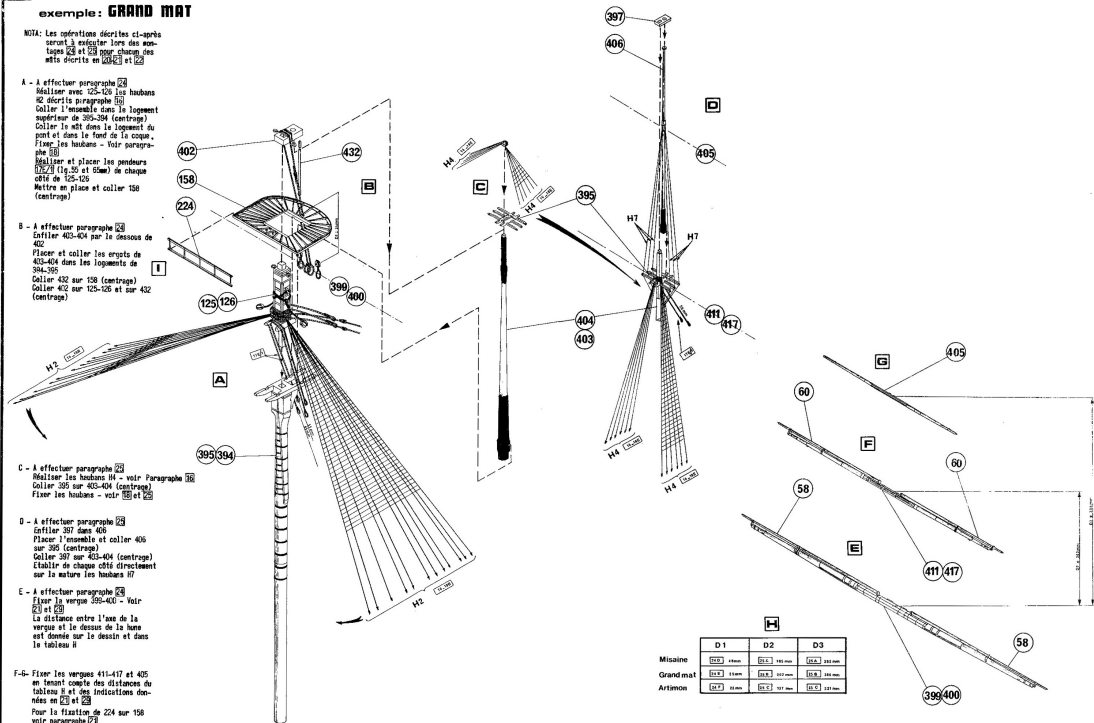 exemple: GRAND MAT
NOTA: Les opérations décrites ci-après
seront à exécuter lors des mon-
tages 24 et 25 pour chacun des
mâts décrits en 20-21 et 22
A - A effectuer paragraphe 24
Réaliser avec 125-126 les haubans
H2 décrits paragraphe 16
Coller l'ensemble dans le logement
supérieur de 395-394 (centrage)
Coller le mât dans le logement du
pont et dans le fond de la coque.
Fixer les haubans - Voir paragra-
phe 18
Réaliser et placer les pendeurs
17E/1 (lg.55 et 65mm) de chaque
côté de 125-126
Mettre en place et coller 158
(centrage)
B - A effectuer paragraphe 24
Enfiler 403-404 par le dessous de
402
Placer et coller les ergots de
403-404 dans les logements de
394-395
Coller 432 sur 158 (centrage)
Coller 402 sur 125-126 et sur 432
(centrage)
C - A effectuer paragraphe 25
Réaliser les haubans H4 - voir Paragraphe 16
Coller 395 sur 403-404 (centrage)
Fixer les haubans - voir 18 et 25
D - A effectuer paragraphe 25
Enfiler 397 dans 406
Placer l'ensemble et coller 406
sur 395 (centrage)
Coller 397 sur 403-404 (centrage)
Etablir de chaque côté directement
sur la mature les haubans H7
E - A effectuer paragraphe 24
Fixer la vergue 399-400 - Voir
21 et 29
La distance entre l'axe de la
vergue et le dessus de la hune
est donnée sur le dessin et dans
le tableau H
F-G- Fixer les vergues 411-417 et 405
en tenant compte des distances du
tableau H et des indications don-
nées en 21 et 29
Pour la fixation de 224 sur 158
voir paragraphe 21
402
432
158
224
B
I
399 400
125 126
H2
A
395 394
H2
H4
H4
C
395
404
403
397
406
D
405
H7
H7
411
417
H4
H4
G
405
60
F
60
58
E
411 417
58
399 400
H
D1 D2 D3
Misaine
Grand mat
Artimon